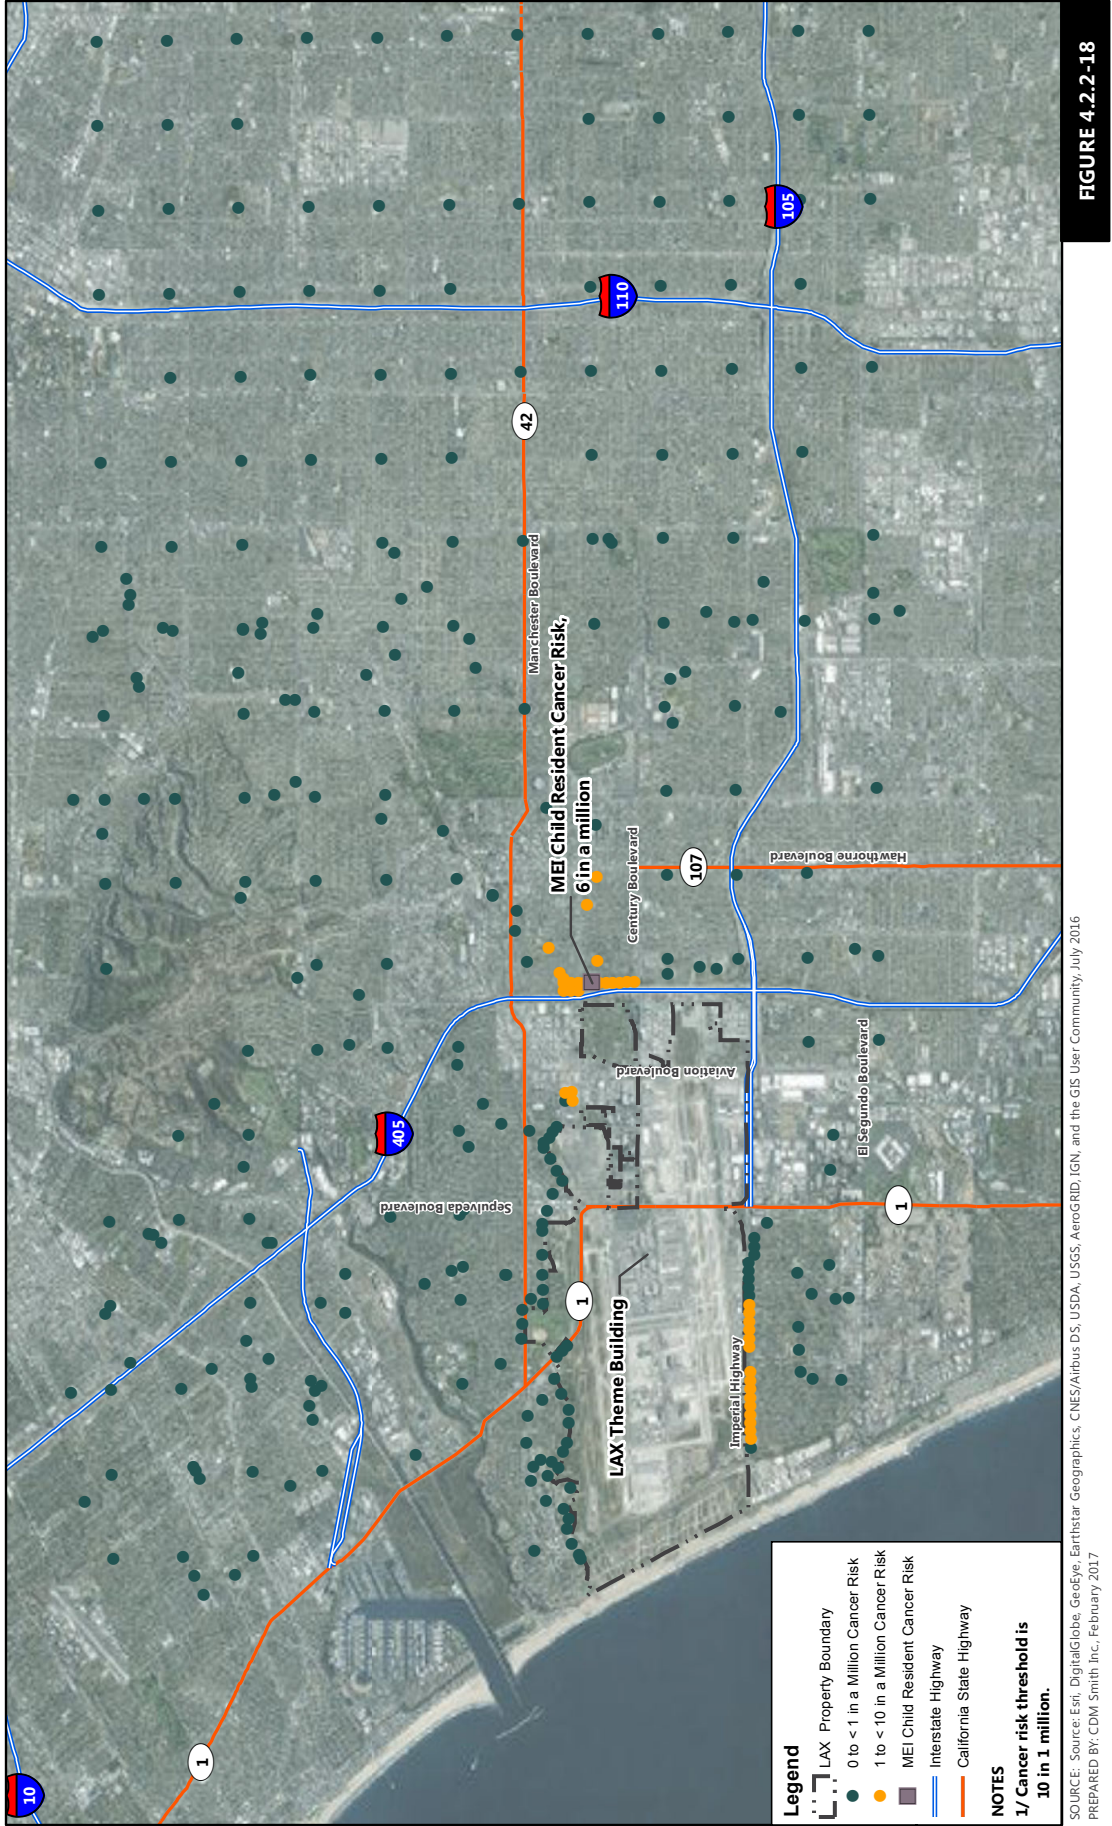 10
1
405
1
42
110
105
107
1
Sepulveda Boulevard
Manchester Boulevard
MEI Child Resident Cancer Risk,
6 in a million
Century Boulevard
Hawthorne Boulevard
Aviation Boulevard
El Segundo Boulevard
LAX Theme Building
Imperial Highway
Legend
LAX Property Boundary
0 to < 1 in a Million Cancer Risk
1 to < 10 in a Million Cancer Risk
MEI Child Resident Cancer Risk
Interstate Highway
California State Highway
NOTES
1/ Cancer risk threshold is
10 in 1 million.
SOURCE: Source: Esri, DigitalGlobe, GeoEye, Earthstar Geographics, CNES/Airbus DS, USDA, USGS, AeroGRID, IGN, and the GIS User Community, July 2016
PREPARED BY: CDM Smith Inc., February 2017
FIGURE 4.2.2-18